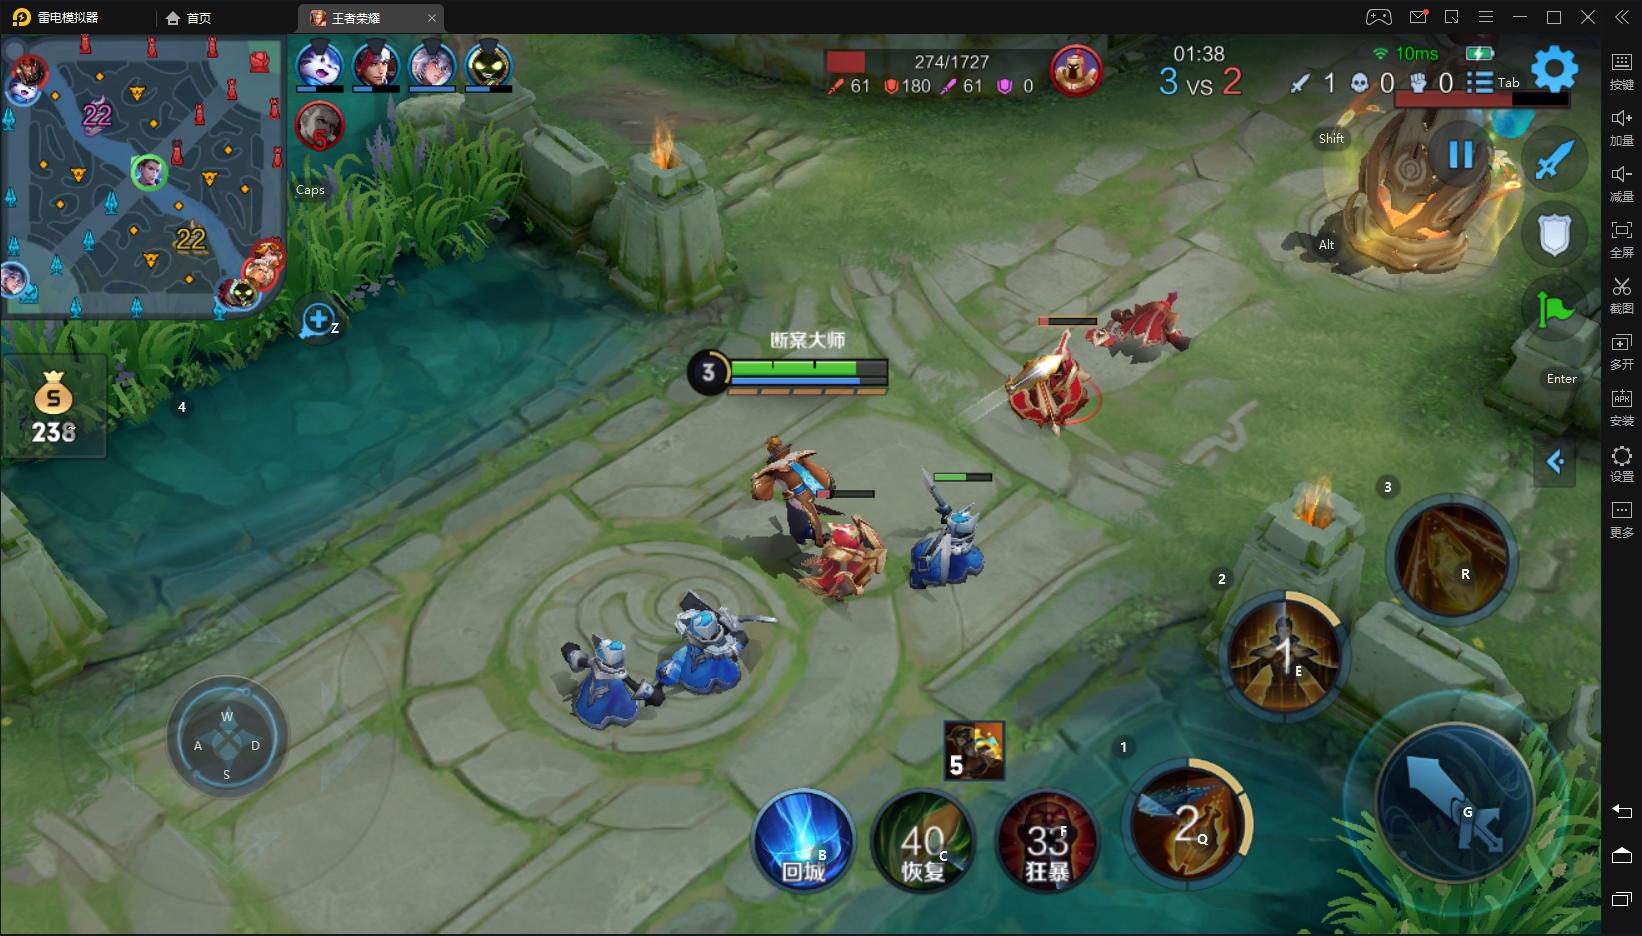 雷电模拟器
首页
王者荣耀
22
22
5
Caps
Z
274/1727
61 180 61 0
01:38
3 VS 2
10ms
1 0 0 Tab
Shift
Alt
Enter
按键
加量
减量
全屏
截图
多开
安装
设置
更多
APK
238
4
3
断案大师
W
A D
S
5
B
回城
40 C
恢复
33 F
狂暴
1
2 Q
2
1 E
3
R
G